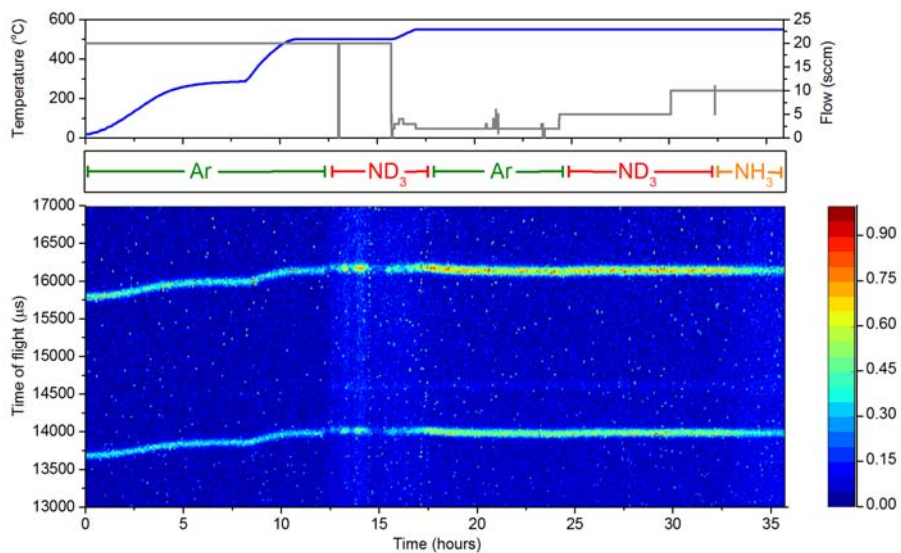 600
400
200
0
Temperature (°C)
25
20
15
10
5
0
Flow (sccm)
Ar
ND₃
Ar
ND₃
NH₃
17000
16500
16000
15500
15000
14500
14000
13500
13000
Time of flight (μs)
0 5 10 15 20 25 30 35
Time (hours)
0.90
0.75
0.60
0.45
0.30
0.15
0.00